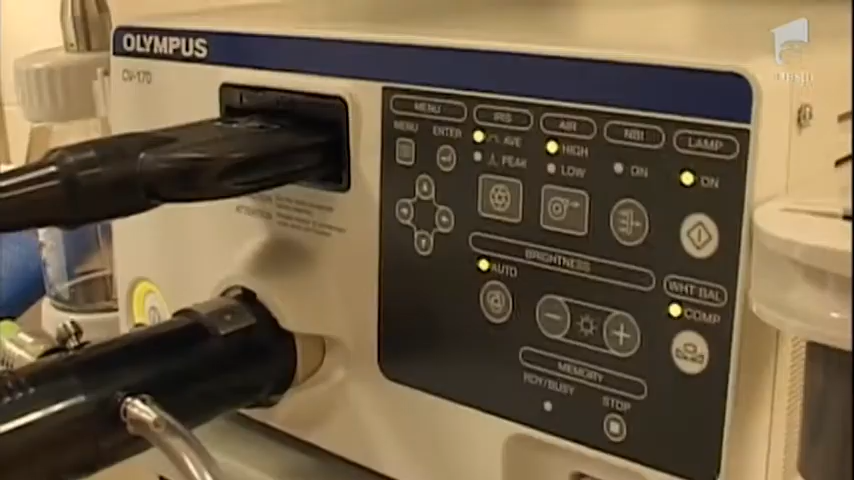 OLYMPUS
CV-170
ATTENTION
MENU
MENU
ENTER
IRIS
AVE
PEAK
AIR
HIGH
LOW
NBI
ON
LAMP
ON
BRIGHTNESS
AUTO
WHT BAL
COMP
MEMORY
RDY/BUSY
STOP